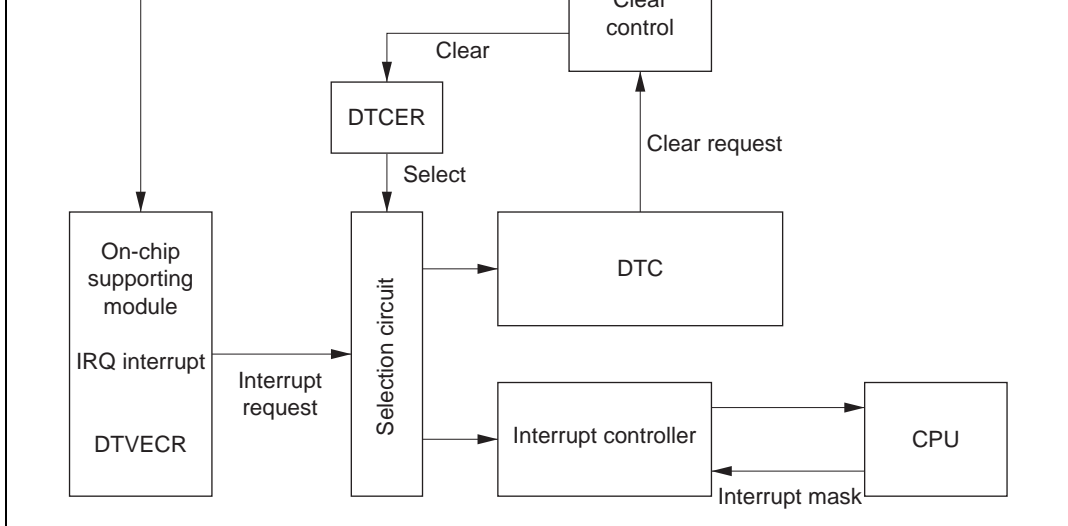 Clear
control
Clear
DTCER
Clear request
Select
On-chip
supporting
module
DTC
Selection circuit
IRQ interrupt
Interrupt
request
Interrupt controller
CPU
DTVECR
Interrupt mask